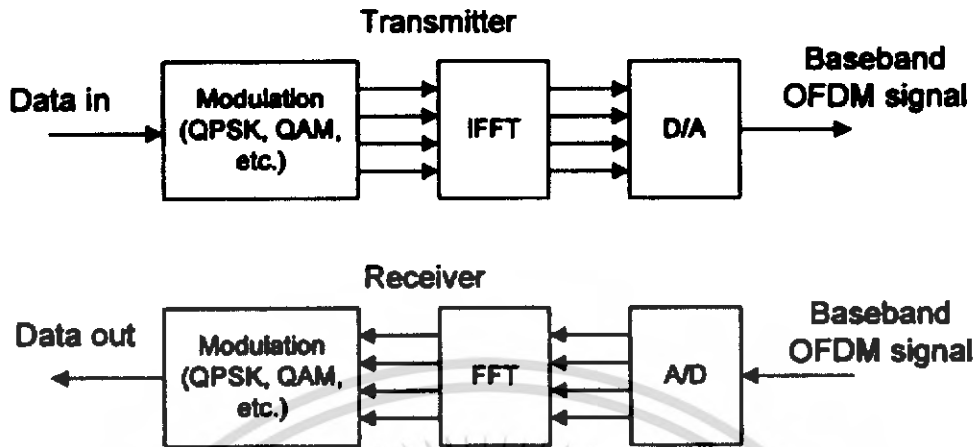 Transmitter
Data in
Modulation
(QPSK, QAM,
etc.)
IFFT
D/A
Baseband
OFDM signal
Receiver
Data out
Modulation
(QPSK, QAM,
etc.)
FFT
A/D
Baseband
OFDM signal